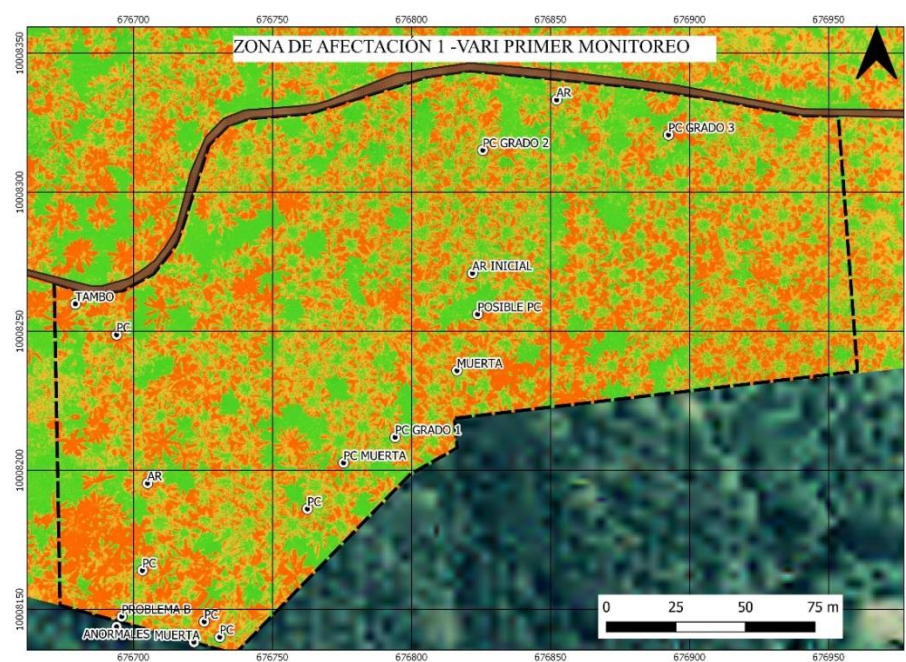 676700 676750 676800 676850 676900 676950
ZONA DE AFECTACIÓN 1 -VARI PRIMER MONITOREO
10008350
10008300
10008250
10008200
10008150
AR
PC GRADO 3
PC GRADO 2
AR INICIAL
TAMBO
POSIBLE PC
PC
MUERTA
PC GRADO 1
PC MUERTA
AR
PC
PC
PROBLEMA B
PC
ANORMALES
MUERTA
PC
0 25 50 75 m
676700 676750 676800 676850 676900 676950